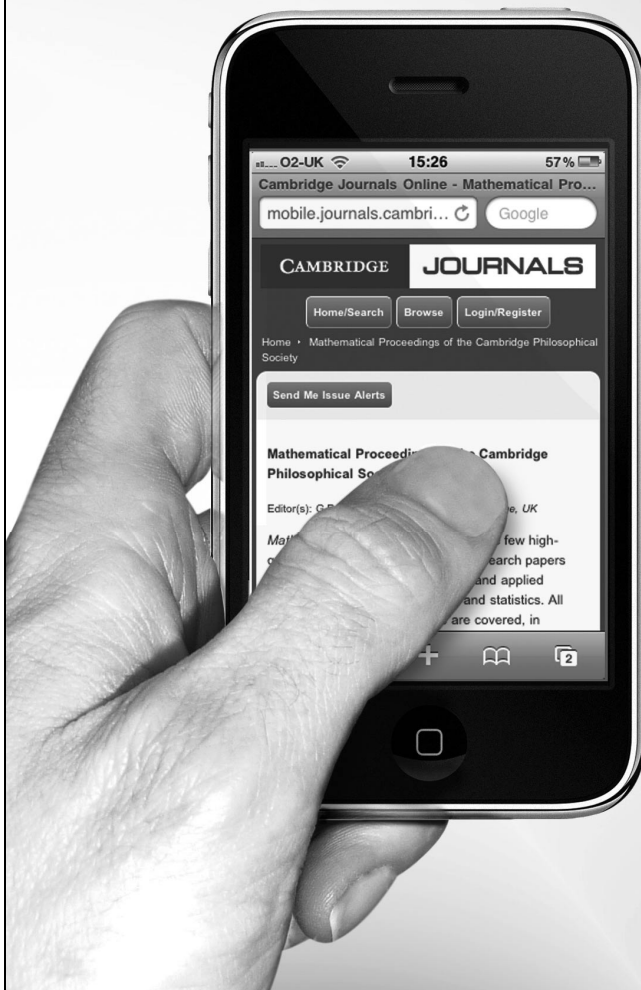 O2-UK 15:26 57%
Cambridge Journals Online - Mathematical Pro...
mobile.journals.cambri... Google
CAMBRIDGE JOURNALS
Home/Search Browse Login/Register
Home • Mathematical Proceedings of the Cambridge Philosophical
Society
Send Me Issue Alerts
Mathematical Cambridge
Philosophical
Editor(s): UK
few high-
earch papers
and applied
and statistics. All
are covered, in
2